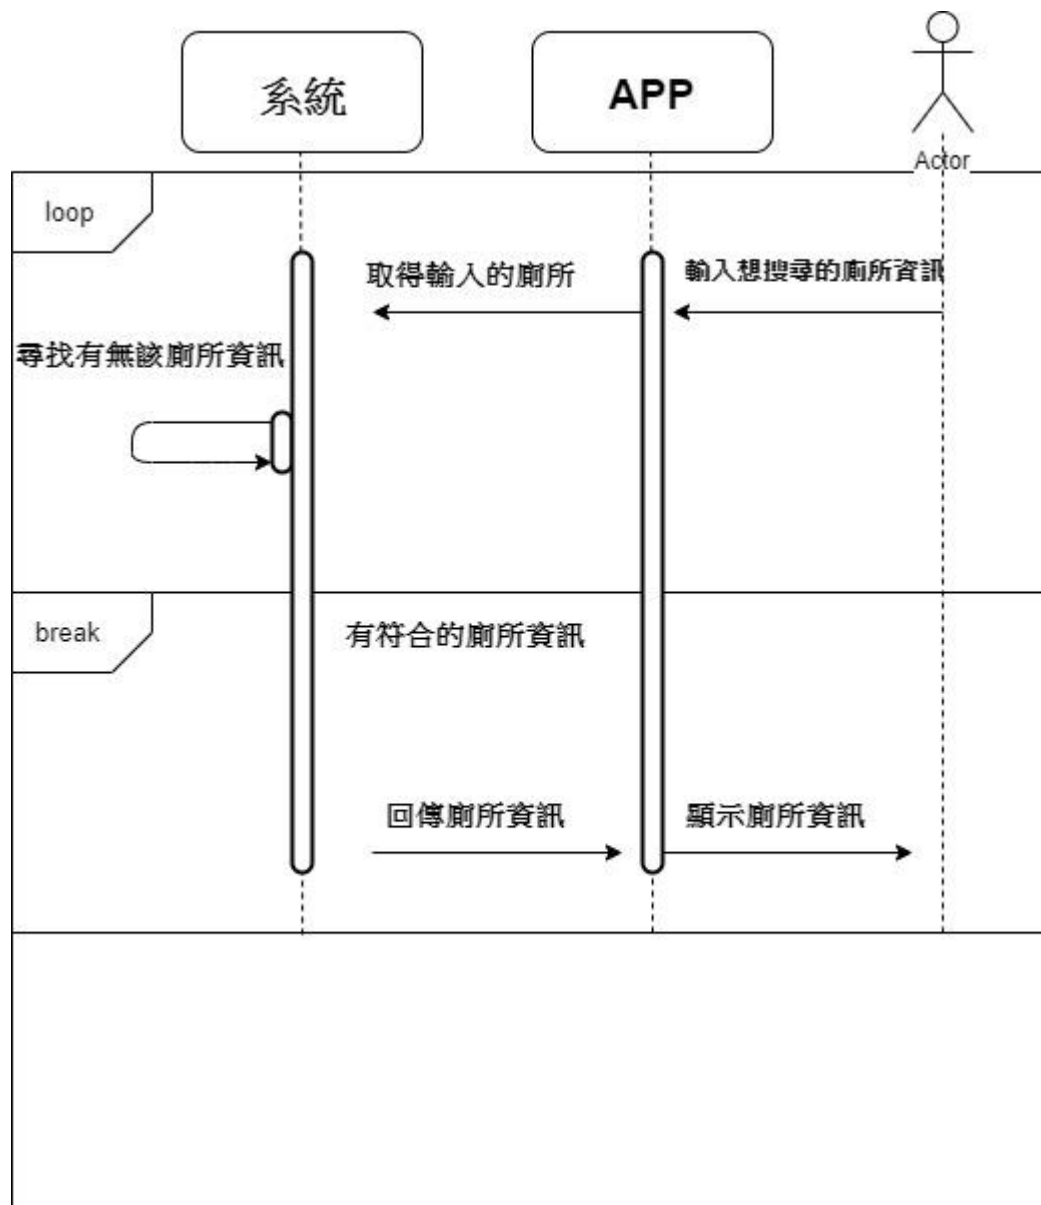 系統
APP
Actor
loop
取得輸入的廁所
輸入想搜尋的廁所資訊
尋找有無該廁所資訊
break
有符合的廁所資訊
回傳廁所資訊
顯示廁所資訊